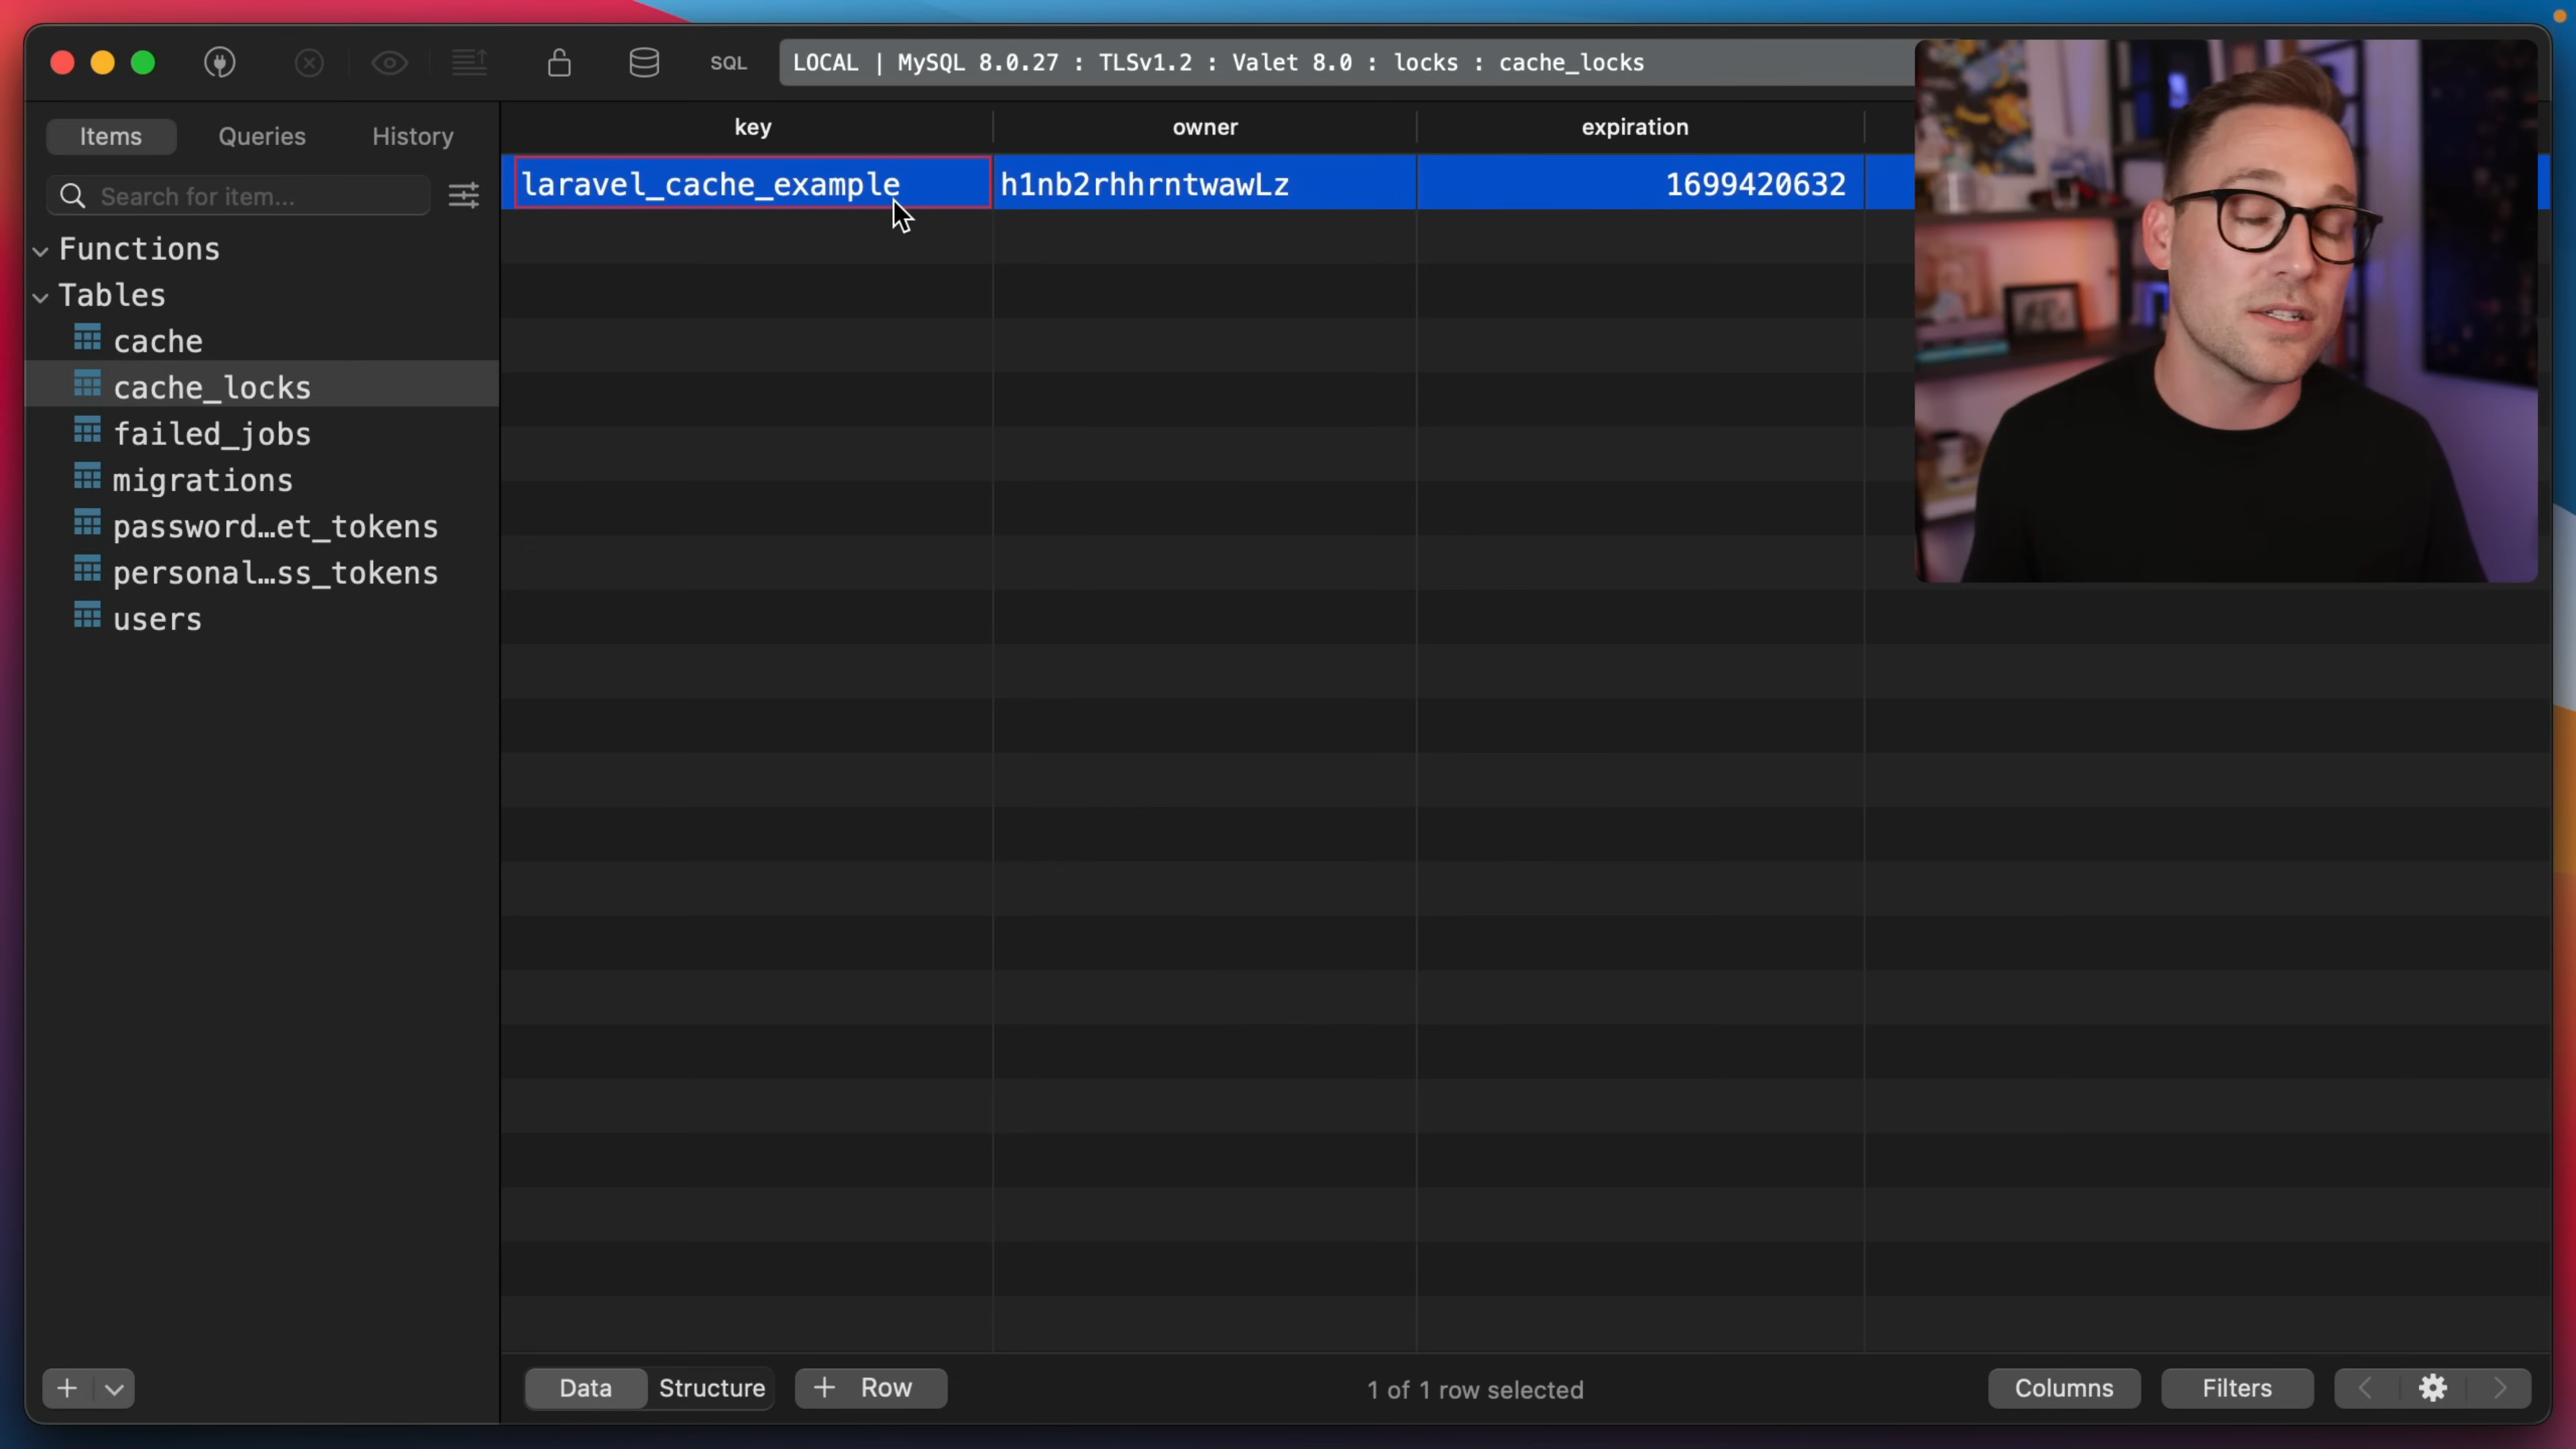 SQL
LOCAL | MySQL 8.0.27 : TLSv1.2 : Valet 8.0 : locks : cache_locks
Items Queries History
Search for item...
Functions
Tables
cache
cache_locks
failed_jobs
migrations
password…et_tokens
personal…ss_tokens
users
key owner expiration
laravel_cache_example h1nb2rhhrntwawLz 1699420632
Data Structure + Row 1 of 1 row selected Columns Filters